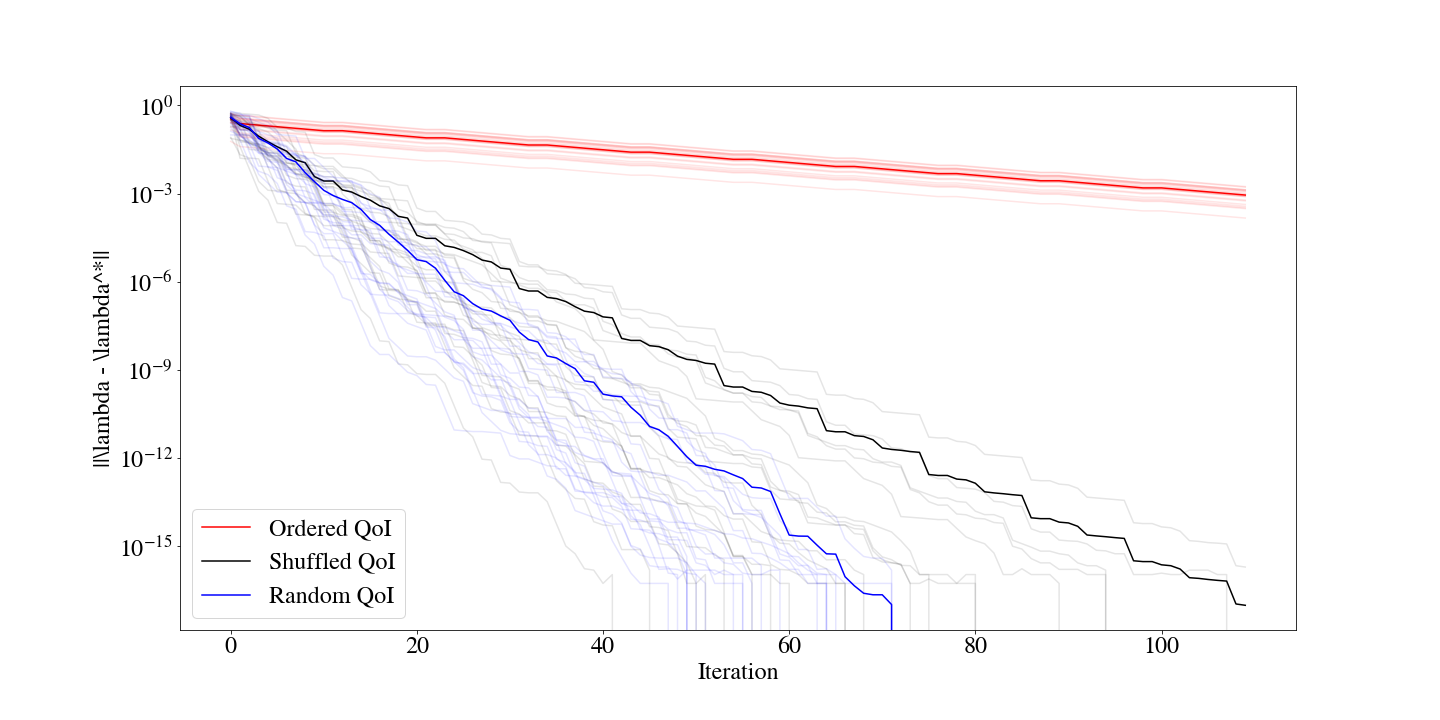 10^0
10^−3
10^−6
10^−9
10^−12
10^−15
||\lambda - \lambda^*||
Ordered QoI
Shuffled QoI
Random QoI
0 20 40 60 80 100
Iteration